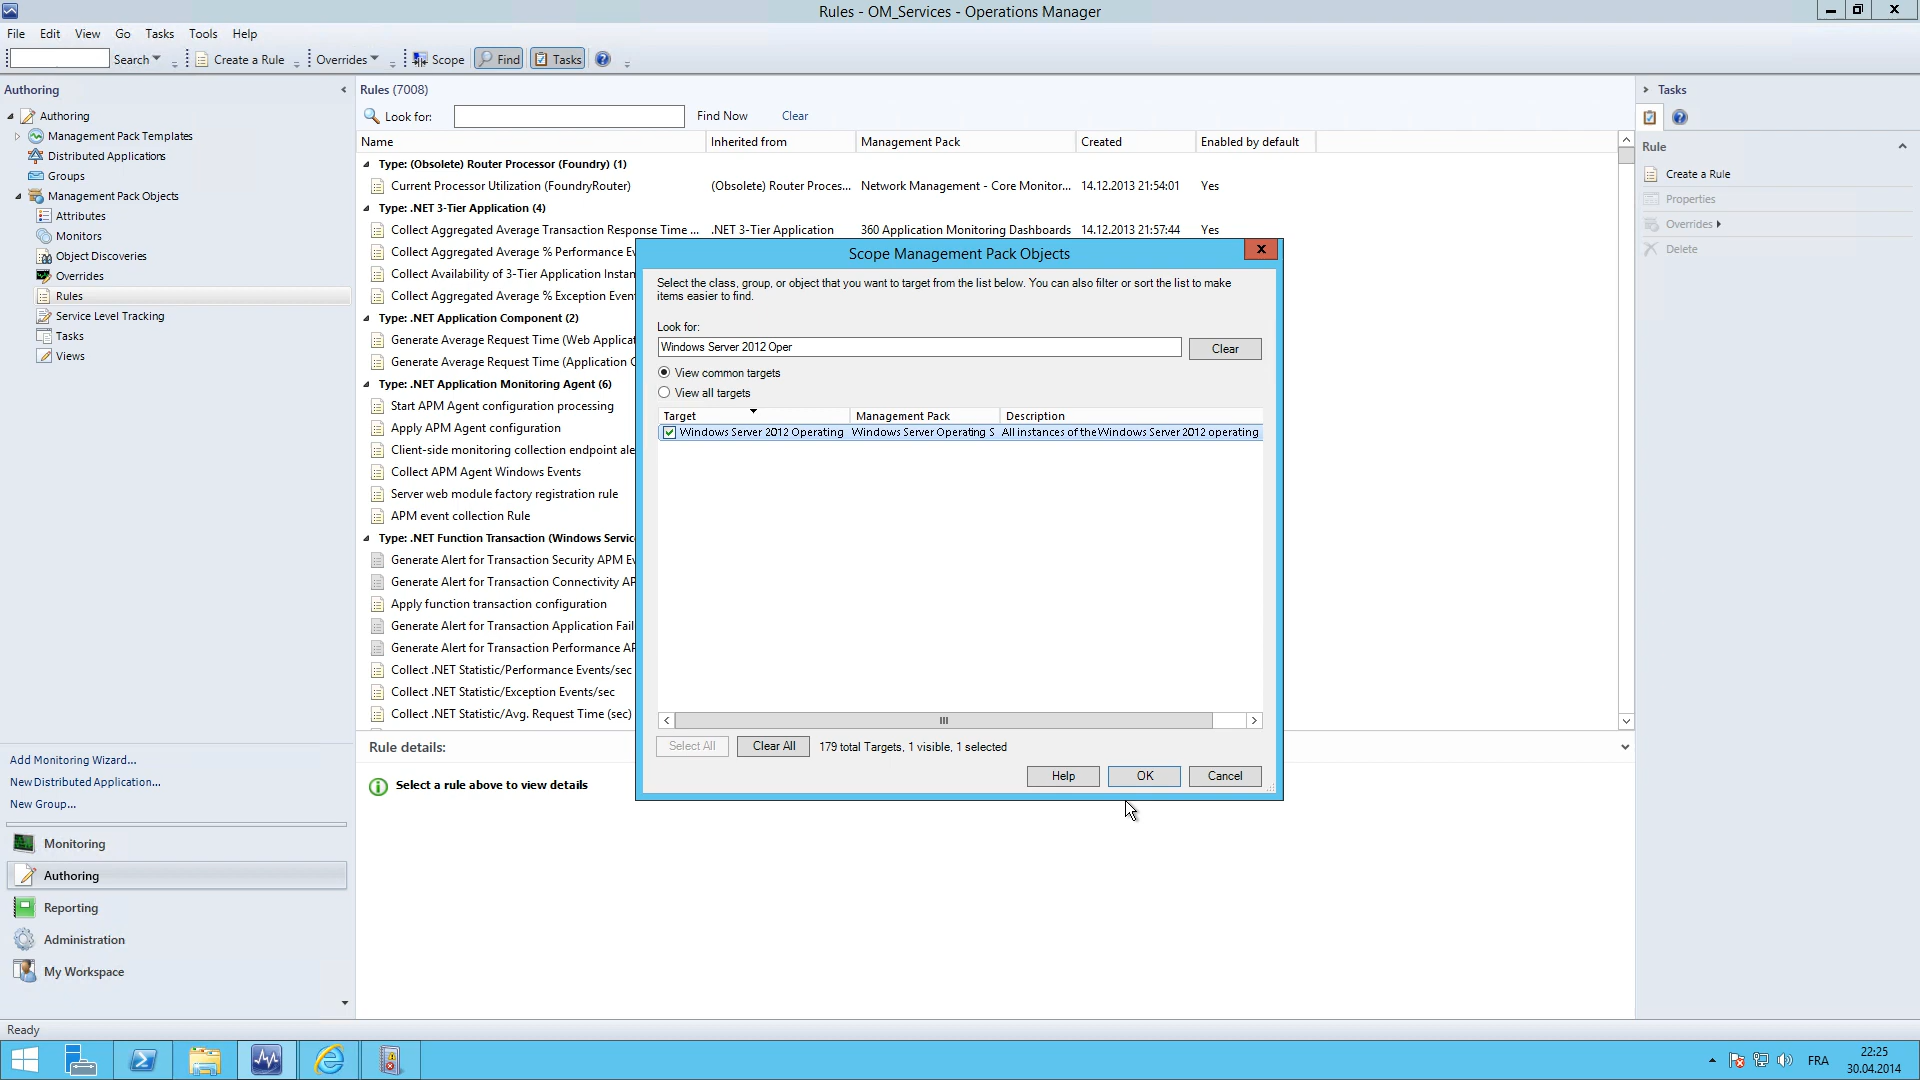 Rules - OM_Services - Operations Manager
File Edit View Go Tasks Tools Help
Search Create a Rule Overrides Scope Find Tasks
Authoring
Authoring
Management Pack Templates
Distributed Applications
Groups
Management Pack Objects
Attributes
Monitors
Object Discoveries
Overrides
Rules
Service Level Tracking
Tasks
Views
Add Monitoring Wizard...
New Distributed Application...
New Group...
Monitoring
Authoring
Reporting
Administration
My Workspace
Rules (7008)
Look for: Find Now Clear
Name Inherited from Management Pack Created Enabled by default
Type: (Obsolete) Router Processor (Foundry) (1)
Current Processor Utilization (FoundryRouter) (Obsolete) Router Proces... Network Management - Core Monitor... 14.12.2013 21:54:01 Yes
Type: .NET 3-Tier Application (4)
Collect Aggregated Average Transaction Response Time ... .NET 3-Tier Application 360 Application Monitoring Dashboards 14.12.2013 21:57:44 Yes
Collect Aggregated Average % Performance Ev
Collect Availability of 3-Tier Application Instan
Collect Aggregated Average % Exception Even
Type: .NET Application Component (2)
Generate Average Request Time (Web Applicat
Generate Average Request Time (Application C
Type: .NET Application Monitoring Agent (6)
Start APM Agent configuration processing
Apply APM Agent configuration
Client-side monitoring collection endpoint ale
Collect APM Agent Windows Events
Server web module factory registration rule
APM event collection Rule
Type: .NET Function Transaction (Windows Servic
Generate Alert for Transaction Security APM Ev
Generate Alert for Transaction Connectivity AP
Apply function transaction configuration
Generate Alert for Transaction Application Fail
Generate Alert for Transaction Performance AP
Collect .NET Statistic/Performance Events/sec
Collect .NET Statistic/Exception Events/sec
Collect .NET Statistic/Avg. Request Time (sec)
Rule details:
Select a rule above to view details
Scope Management Pack Objects
Select the class, group, or object that you want to target from the list below. You can also filter or sort the list to make
items easier to find.
Look for:
Windows Server 2012 Oper Clear
View common targets
View all targets
Target Management Pack Description
Windows Server 2012 Operating Windows Server Operating S All instances of the Windows Server 2012 operating
Select All Clear All 179 total Targets, 1 visible, 1 selected
Help OK Cancel
Tasks
Rule
Create a Rule
Properties
Overrides
Delete
Ready
FRA
22:25
30.04.2014